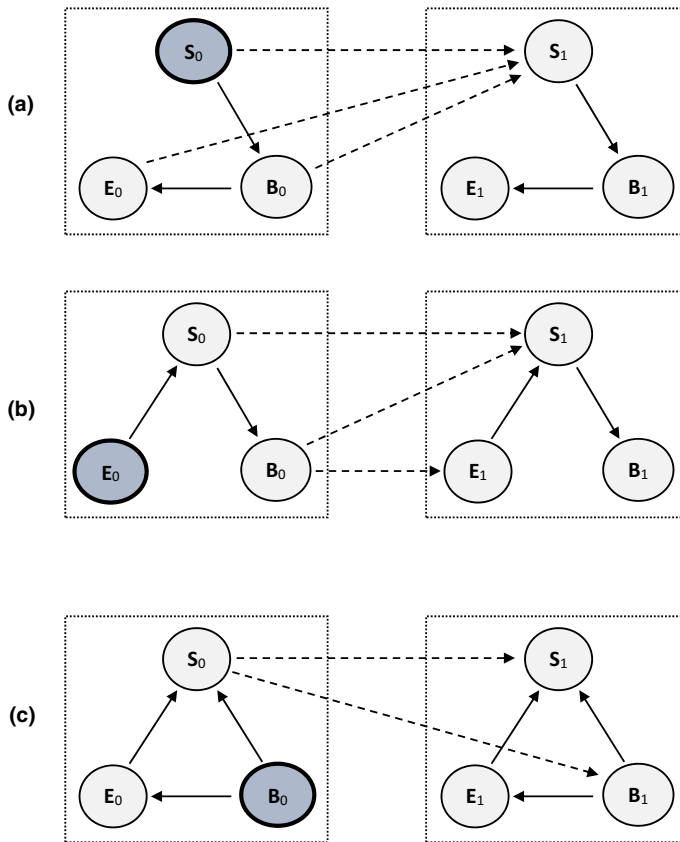 S₀ S₁
(a)
E₀ B₀ E₁ B₁
S₀ S₁
(b)
E₀ B₀ E₁ B₁
S₀ S₁
(c)
E₀ B₀ E₁ B₁